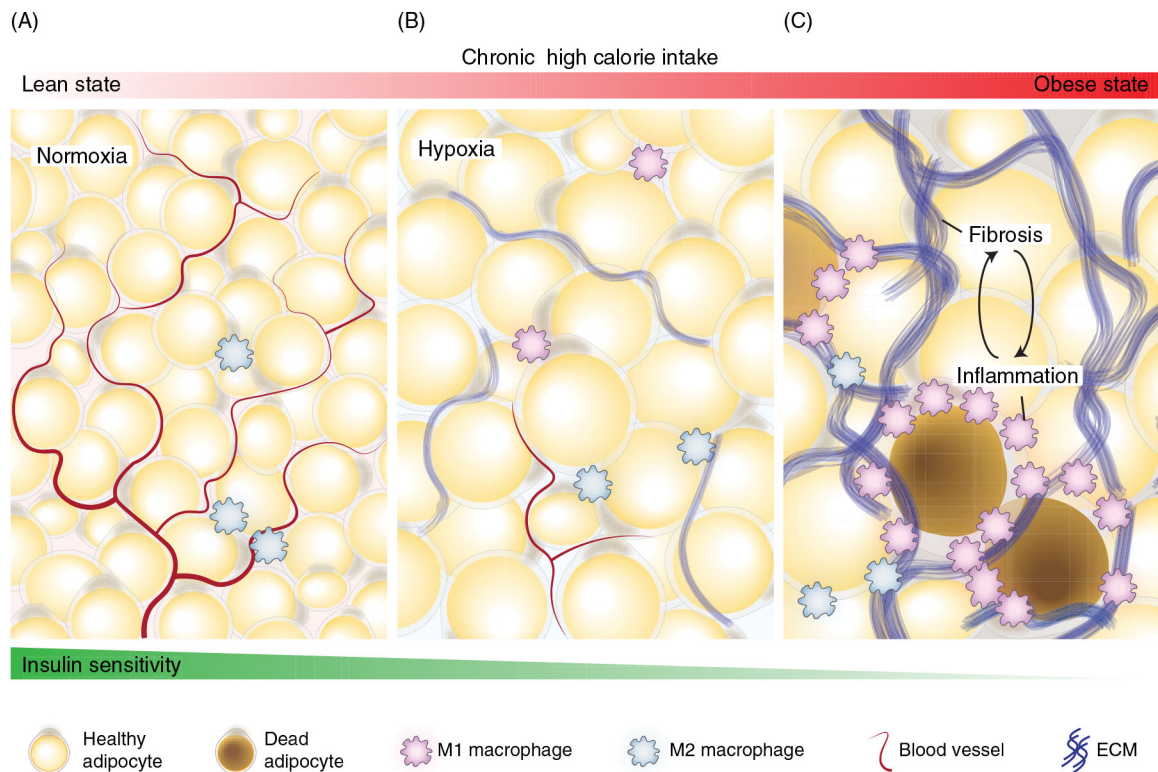 (A)
(B)
(C)
Chronic high calorie intake
Lean state
Obese state
Normoxia
Hypoxia
Fibrosis
Inflammation
Insulin sensitivity
Healthy
adipocyte
Dead
adipocyte
M1 macrophage
M2 macrophage
Blood vessel
ECM